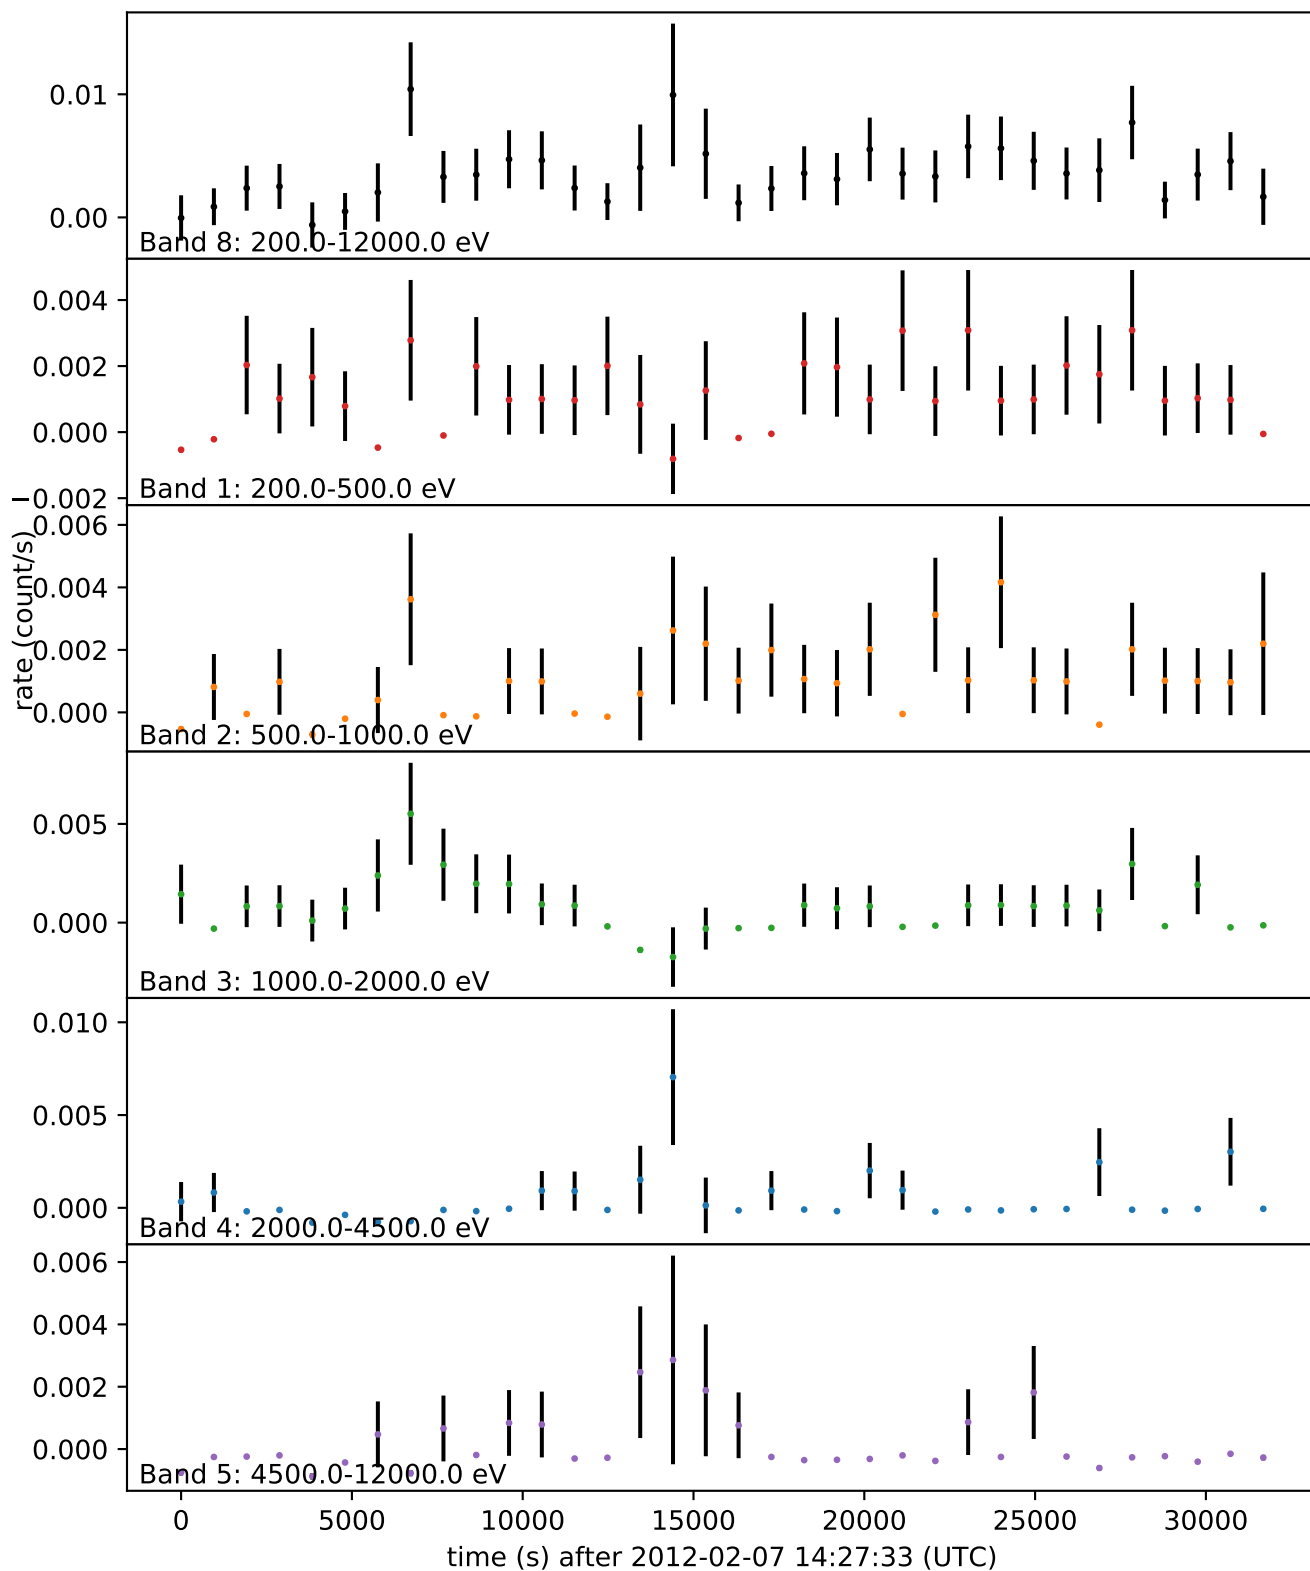 0.01
0.00
Band 8: 200.0-12000.0 eV
0.004
0.002
0.000
−0.002
Band 1: 200.0-500.0 eV
rate (count/s)
0.006
0.004
0.002
0.000
Band 2: 500.0-1000.0 eV
0.005
0.000
Band 3: 1000.0-2000.0 eV
0.010
0.005
0.000
Band 4: 2000.0-4500.0 eV
0.006
0.004
0.002
0.000
Band 5: 4500.0-12000.0 eV
0 5000 10000 15000 20000 25000 30000
time (s) after 2012-02-07 14:27:33 (UTC)